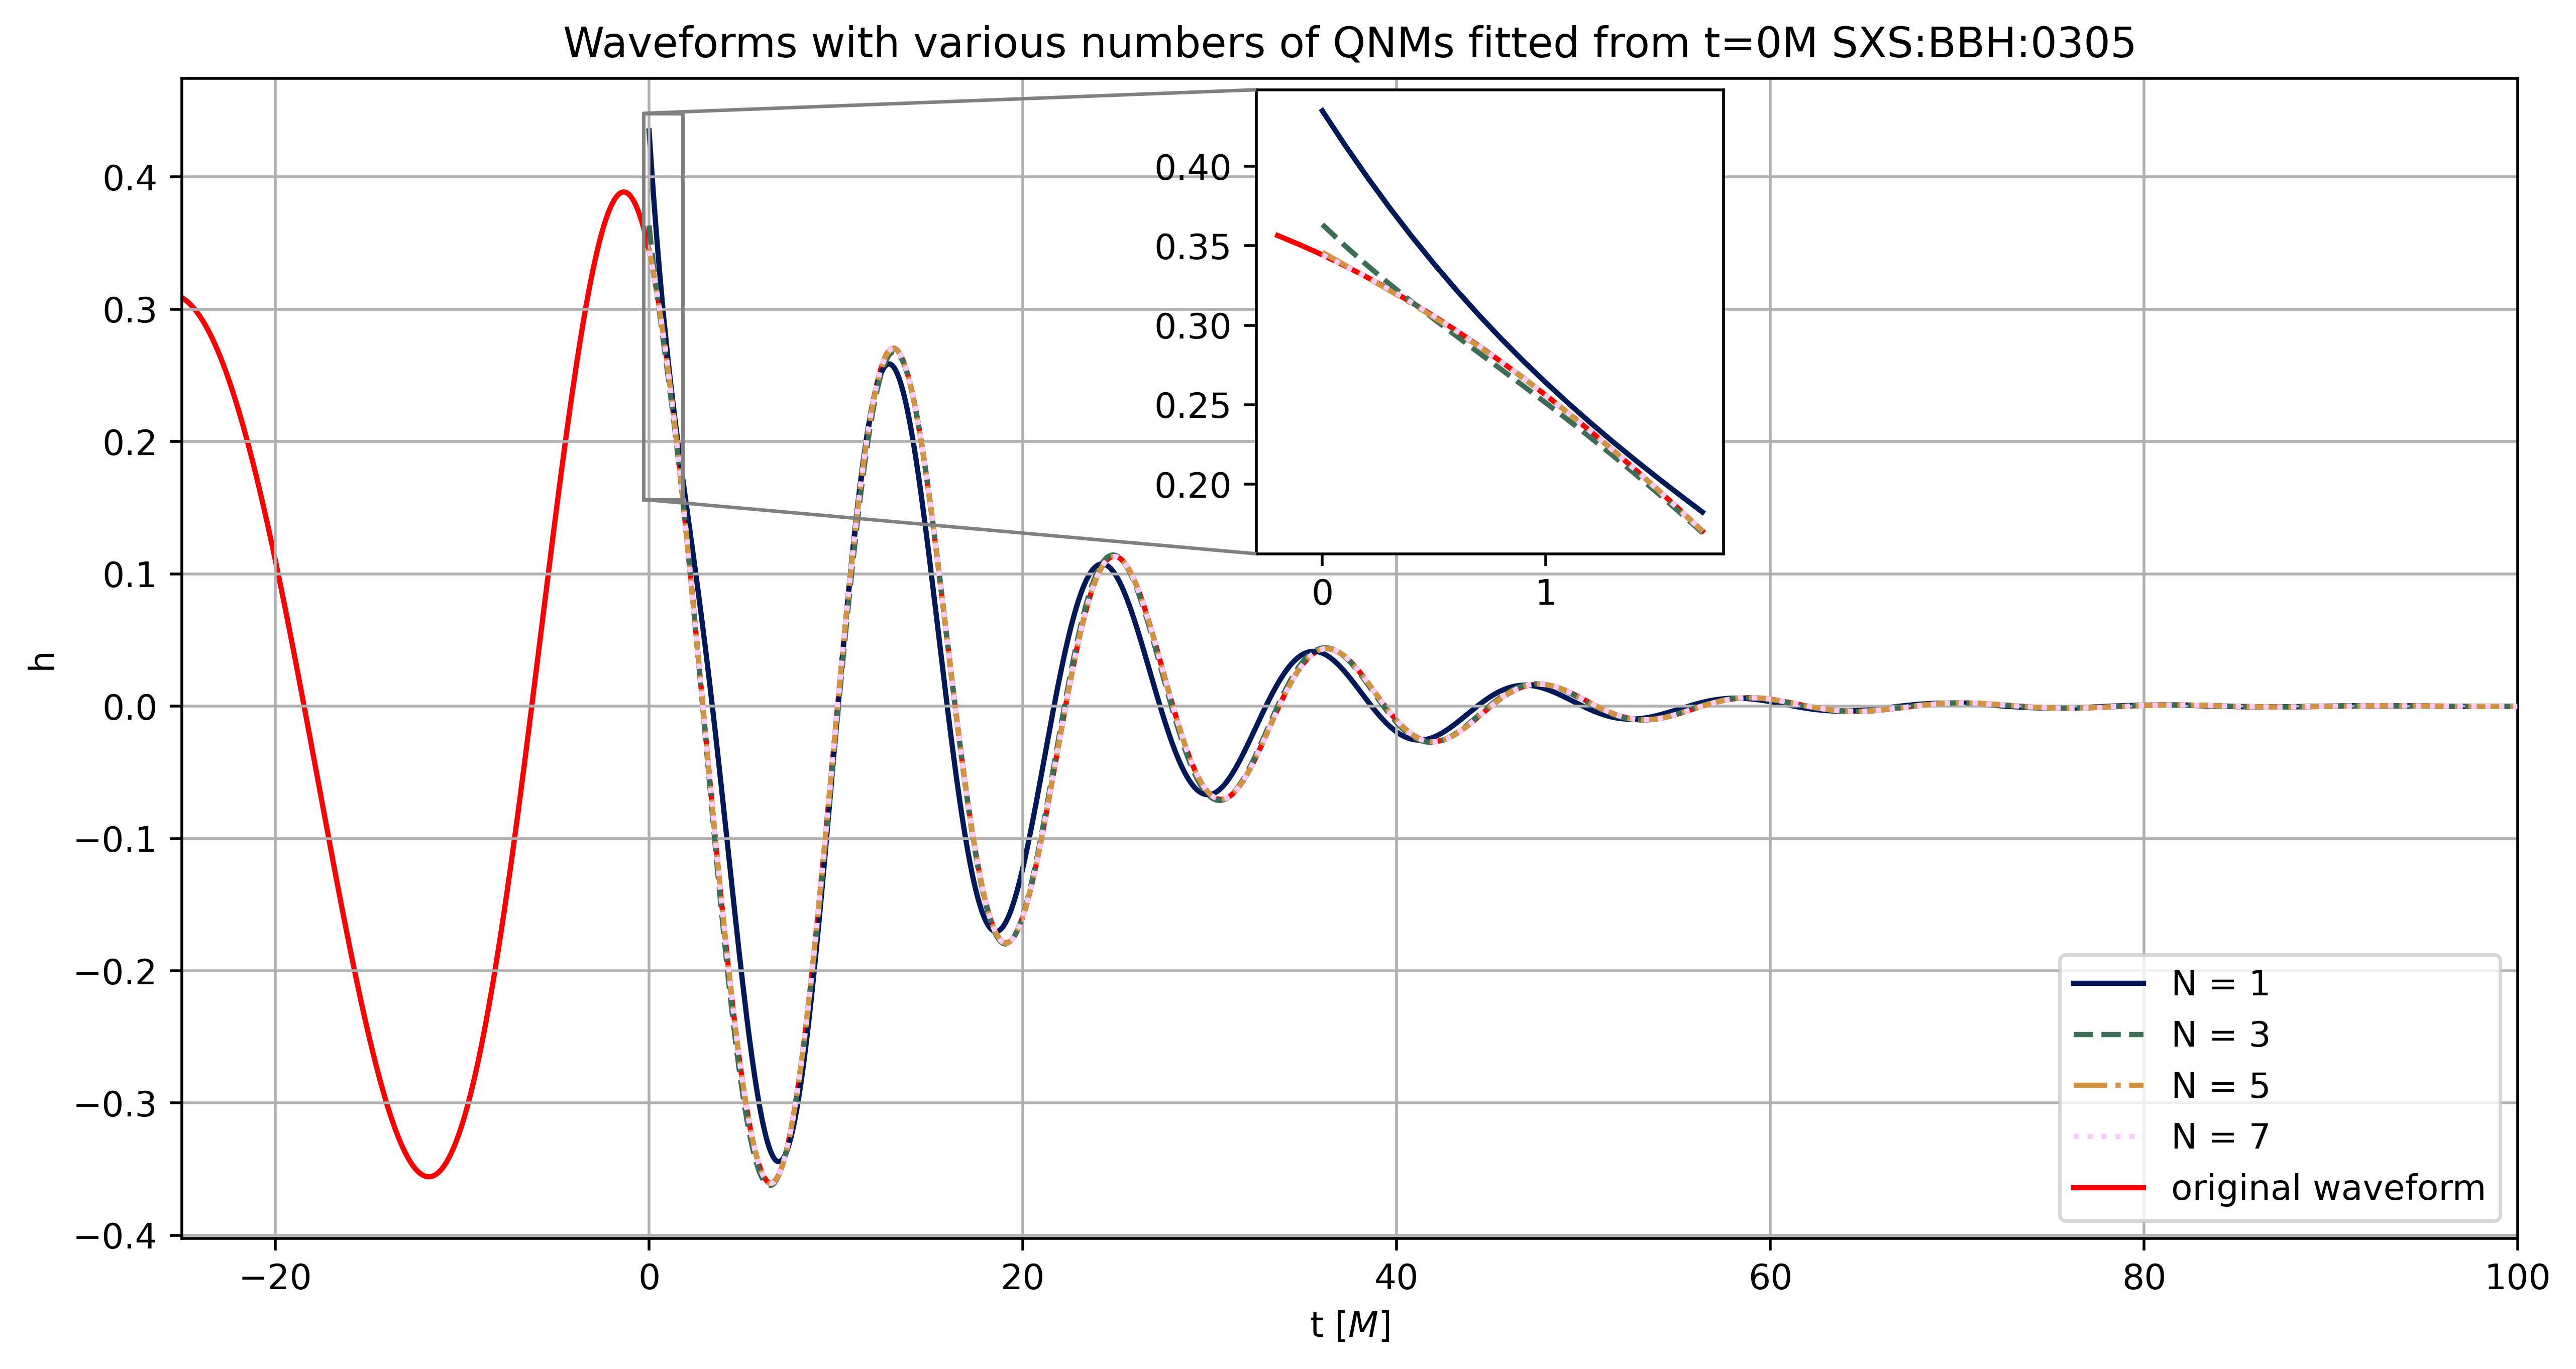 Waveforms with various numbers of QNMs fitted from t=0M SXS:BBH:0305
h
0.4
0.3
0.2
0.1
0.0
−0.1
−0.2
−0.3
−0.4
0.40
0.35
0.30
0.25
0.20
0 1
N = 1
N = 3
N = 5
N = 7
original waveform
−20 0 20 40 60 80 100
t [M]